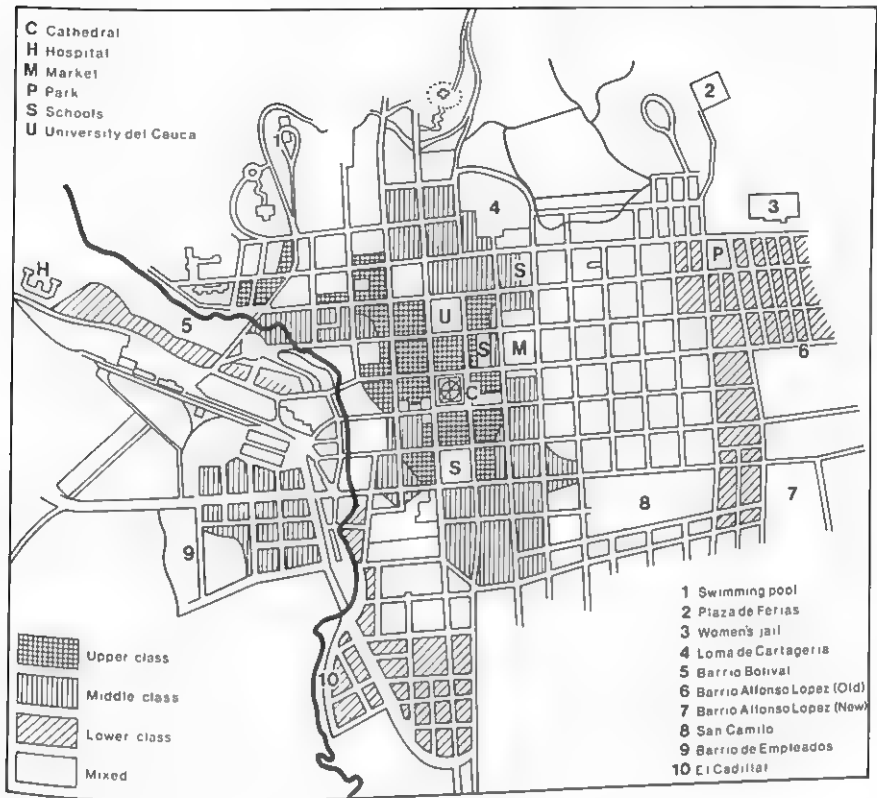 C Cathedral
H Hospital
M Market
P Park
S Schools
U University del Cauca
1
2
3
4
S
P
H
5
U
S
M
6
C
S
8
7
9
10
Upper class
Middle class
Lower class
Mixed
1 Swimming pool
2 Plaza de Ferias
3 Women's jail
4 Loma de Cartageria
5 Barrio Bolival
6 Barrio Alfonso Lopez (Old)
7 Barrio Alfonso Lopez (New)
8 San Camilo
9 Barrio de Empleados
10 El Cadillal